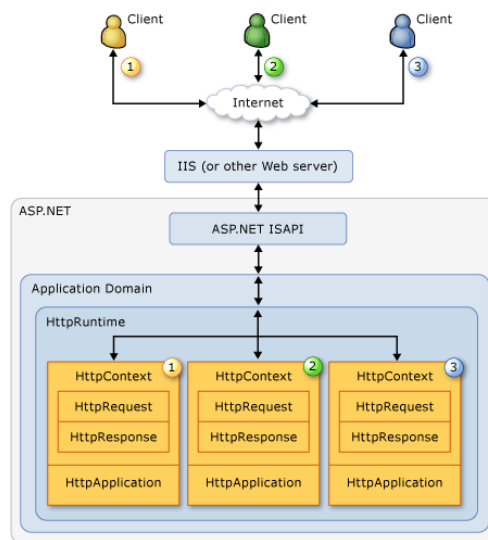 Client Client Client
1 2 3
Internet
IIS (or other Web server)
ASP.NET
ASP.NET ISAPI
Application Domain
HttpRuntime
HttpContext 1 HttpContext 2 HttpContext 3
HttpRequest HttpRequest HttpRequest
HttpResponse HttpResponse HttpResponse
HttpApplication HttpApplication HttpApplication